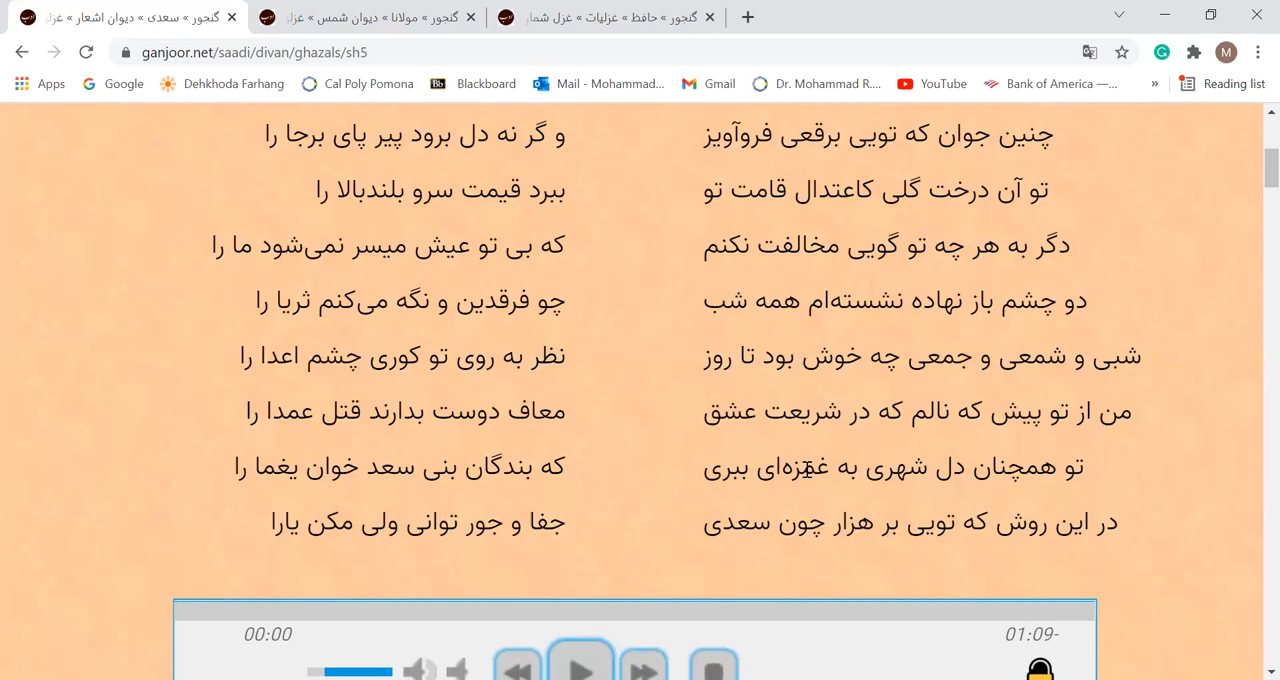 گنجور » سعدی » دیوان اشعار » غزل
گنجور » مولانا » دیوان شمس » غزلی
گنجور » حافظ » غزلیات » غزل شمار
ganjoor.net/saadi/divan/ghazals/sh5
M
Apps Google Dehkhoda Farhang Cal Poly Pomona Bb Blackboard Mail - Mohammad... Gmail Dr. Mohammad R.... YouTube Bank of America —... » Reading list
چنین جوان که تویی برقعی فروآویز و گر نه دل برود پیر پای برجا را
تو آن درخت گلی کاعتدال قامت تو ببرد قیمت سرو بلندبالا را
دگر به هر چه تو گویی مخالفت نکنم که بی تو عیش میسر نمی‌شود ما را
دو چشم باز نهاده نشسته‌ام همه شب چو فرقدین و نگه می‌کنم ثریا را
شبی و شمعی و جمعی چه خوش بود تا روز نظر به روی تو کوری چشم اعدا را
من از تو پیش که نالم که در شریعت عشق معاف دوست بدارند قتل عمدا را
تو همچنان دل شهری به غمزه‌ای ببری که بندگان بنی سعد خوان یغما را
در این روش که تویی بر هزار چون سعدی جفا و جور توانی ولی مکن یارا
00:00 01:09-